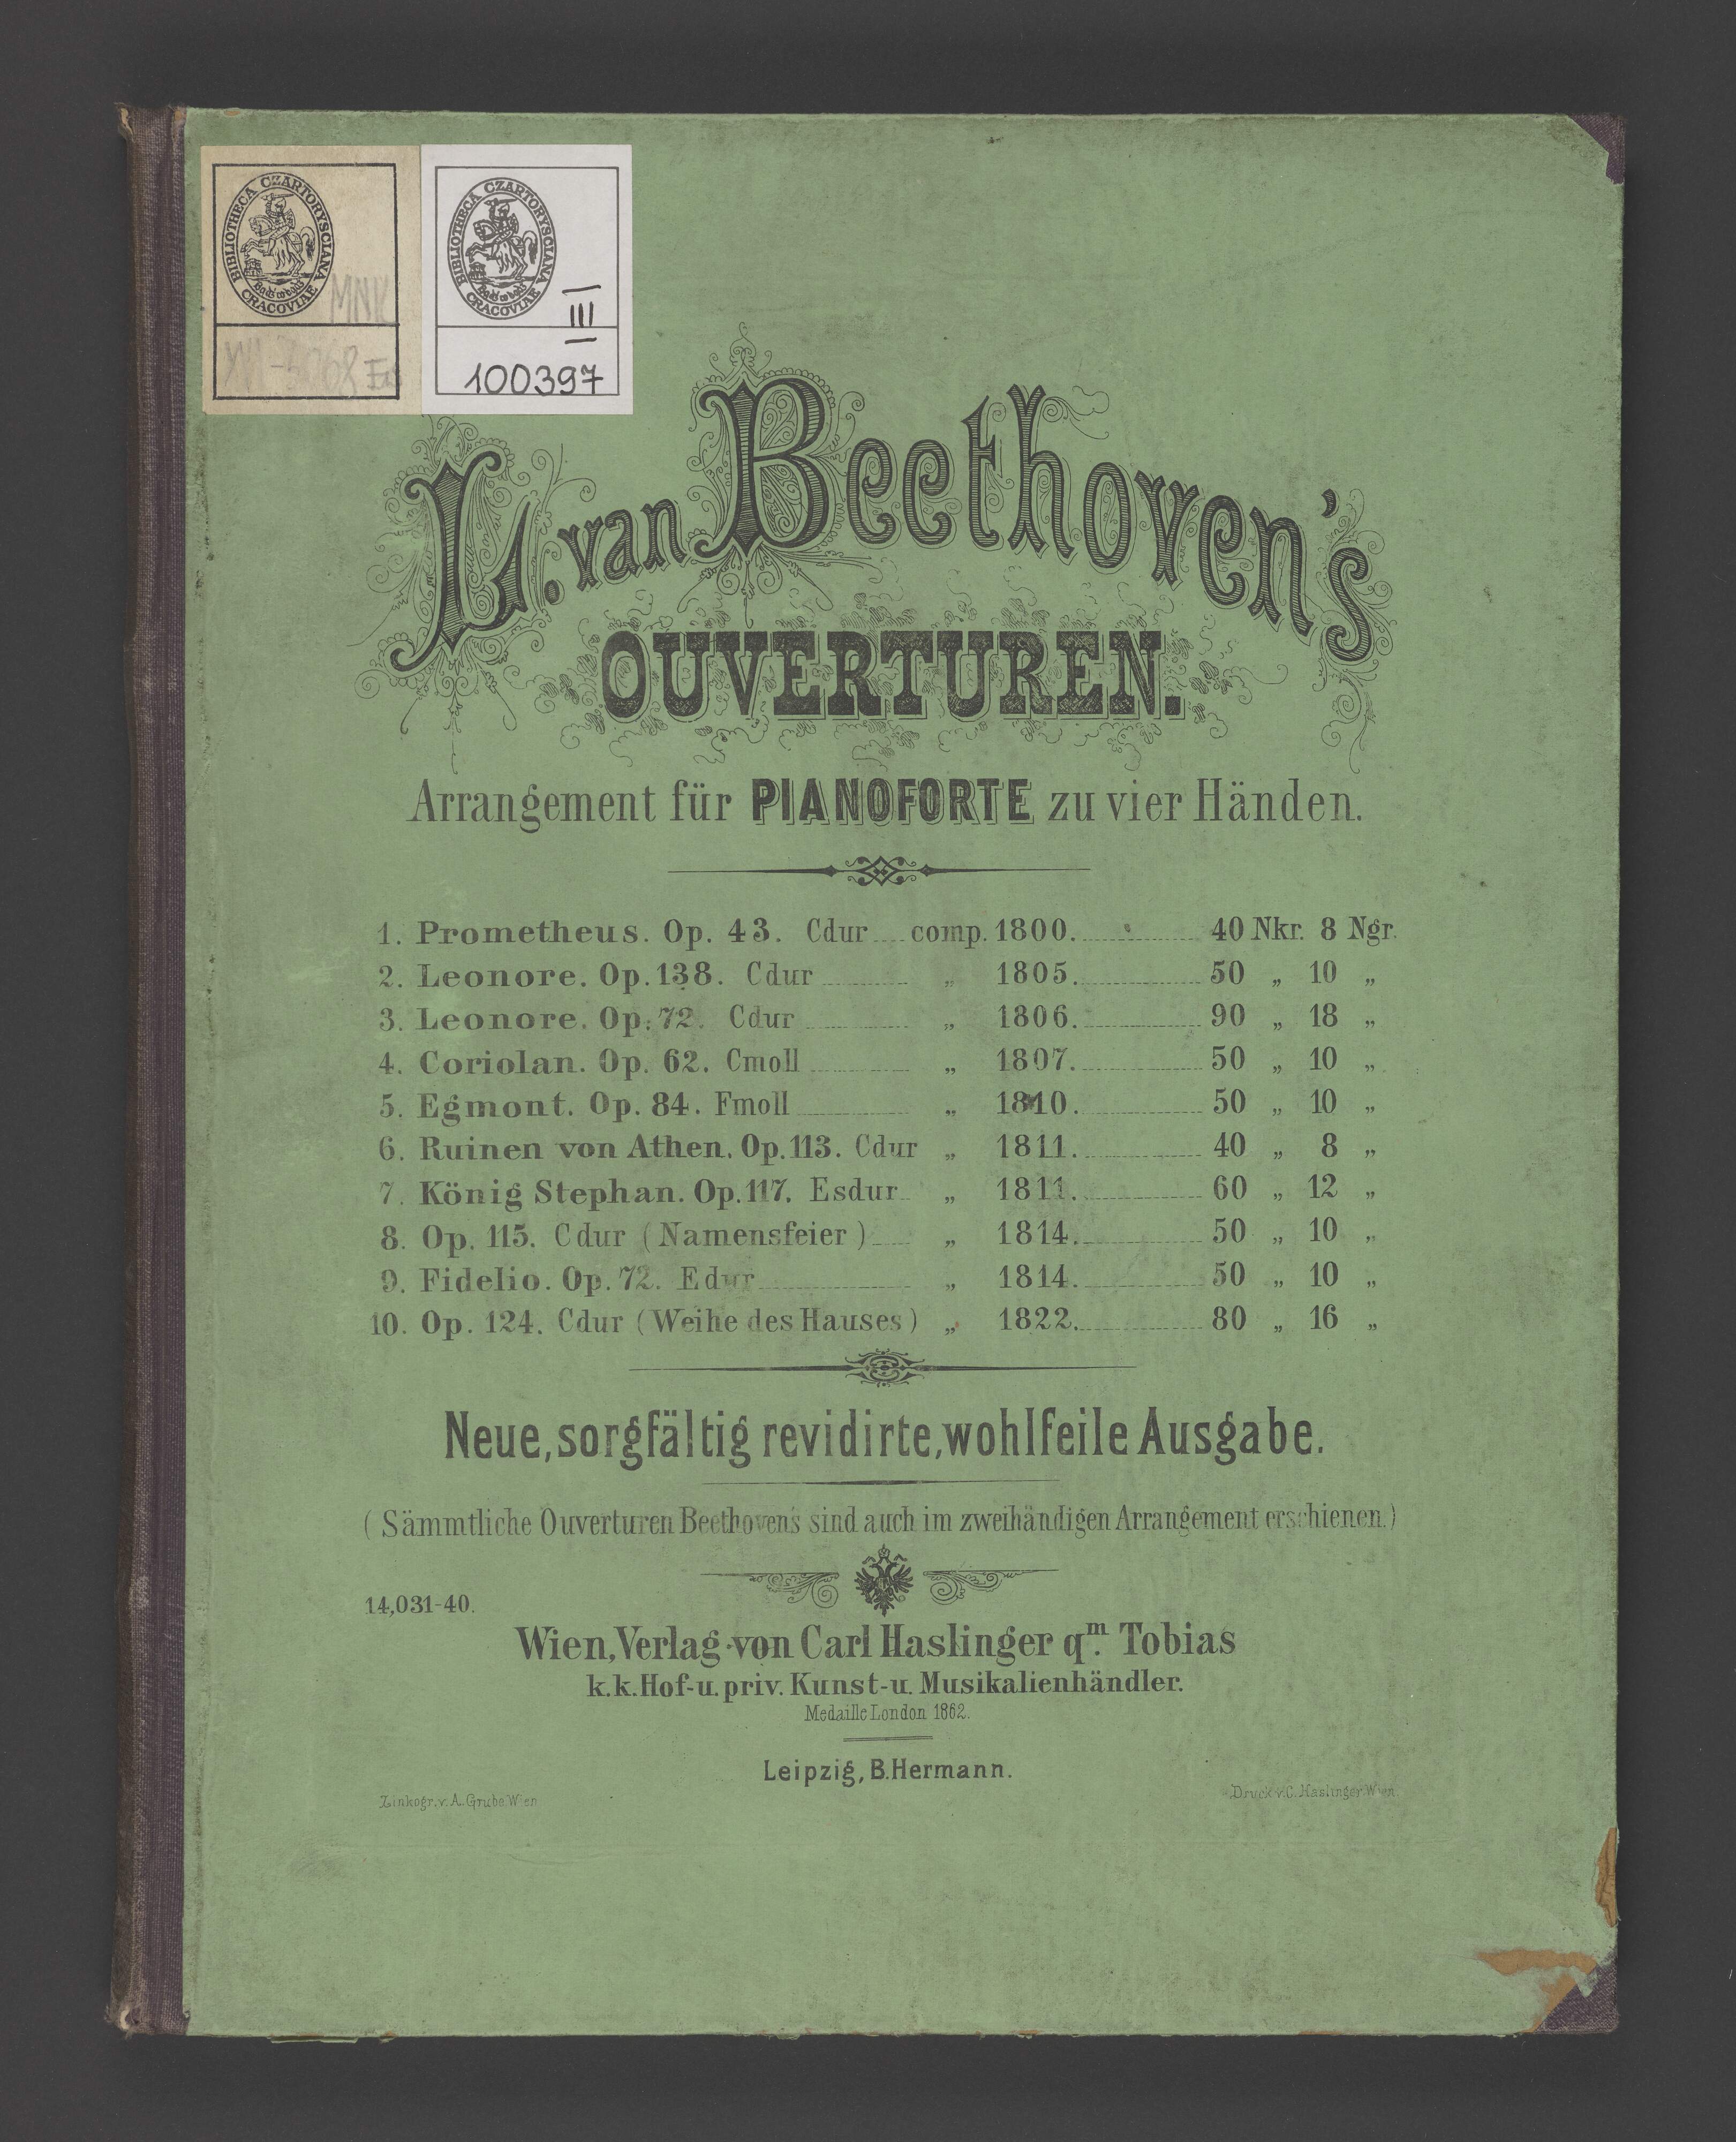 BIBLIOTHECA CZARTORYSCIANA CRACOVIAE
MNK
BIBLIOTHECA CZARTORYSCIANA CRACOVIAE
III
100397
L. van Beethoven's
OUVERTUREN.
Arrangement für PIANOFORTE zu vier Händen.
1. Prometheus. Op. 43. Cdur comp. 1800. 40 Nkr. 8 Ngr.
2. Leonore. Op. 138. Cdur „ 1805. 50 „ 10 „
3. Leonore. Op. 72. Cdur „ 1806. 90 „ 18 „
4. Coriolan. Op. 62. Cmoll „ 1807. 50 „ 10 „
5. Egmont. Op. 84. Fmoll „ 1810. 50 „ 10 „
6. Ruinen von Athen. Op. 113. Cdur „ 1811. 40 „ 8 „
7. König Stephan. Op. 117. Esdur „ 1811. 60 „ 12 „
8. Op. 115. Cdur (Namensfeier) „ 1814. 50 „ 10 „
9. Fidelio. Op. 72. Edur „ 1814. 50 „ 10 „
10. Op. 124. Cdur (Weihe des Hauses) „ 1822. 80 „ 16 „
Neue, sorgfältig revidirte, wohlfeile Ausgabe.
(Sämmtliche Ouverturen Beethoven's sind auch im zweihändigen Arrangement erschienen.)
14,031-40.
Wien, Verlag von Carl Haslinger qm. Tobias
k.k. Hof- u. priv. Kunst- u. Musikalienhändler.
Medaille London 1862.
Leipzig, B. Hermann.
Zinkogr. v. A. Grube Wien
Druck v. C. Haslinger Wien.